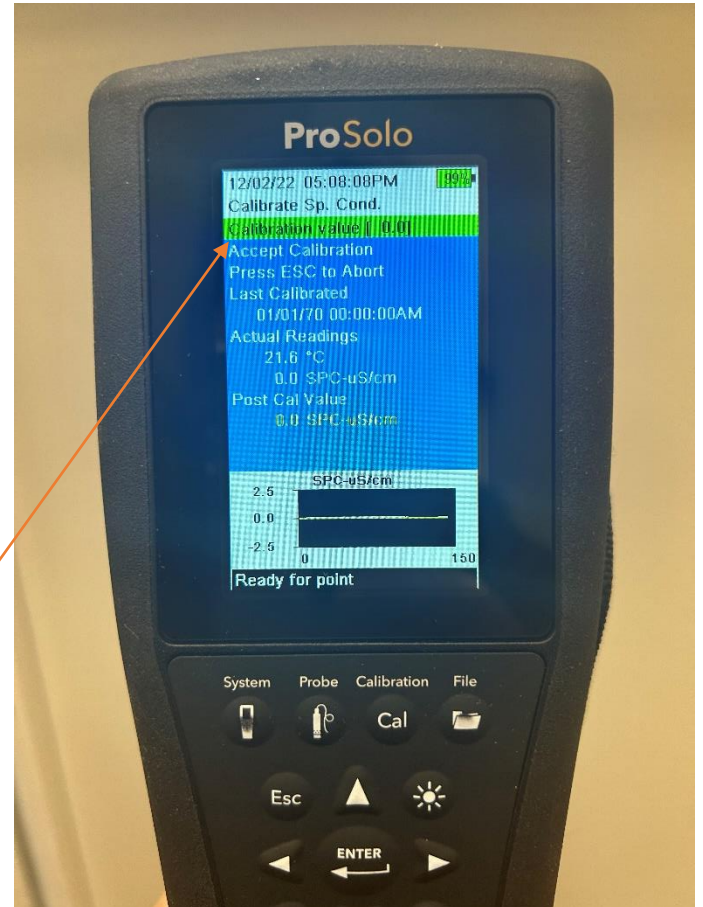 ProSolo
12/02/22 05:08:08PM 99%
Calibrate Sp. Cond.
Calibration value [ 0.0]
Accept Calibration
Press ESC to Abort
Last Calibrated
01/01/70 00:00:00AM
Actual Readings
21.6 °C
0.0 SPC-uS/cm
Post Cal Value
0.0 SPC-uS/cm
SPC-uS/cm
2.5
0.0
-2.5
0 150
Ready for point
System Probe Calibration File
Cal
Esc
ENTER